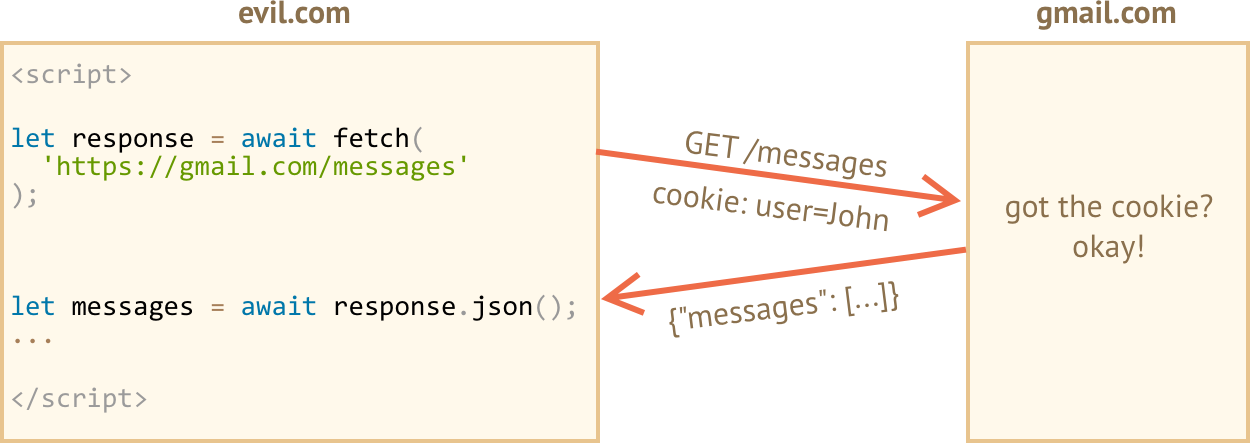 evil.com
gmail.com
<script>
let response = await fetch(
'https://gmail.com/messages'
);
let messages = await response.json();
...
</script>
GET /messages
cookie: user=John
{"messages": [...]}
got the cookie?
okay!